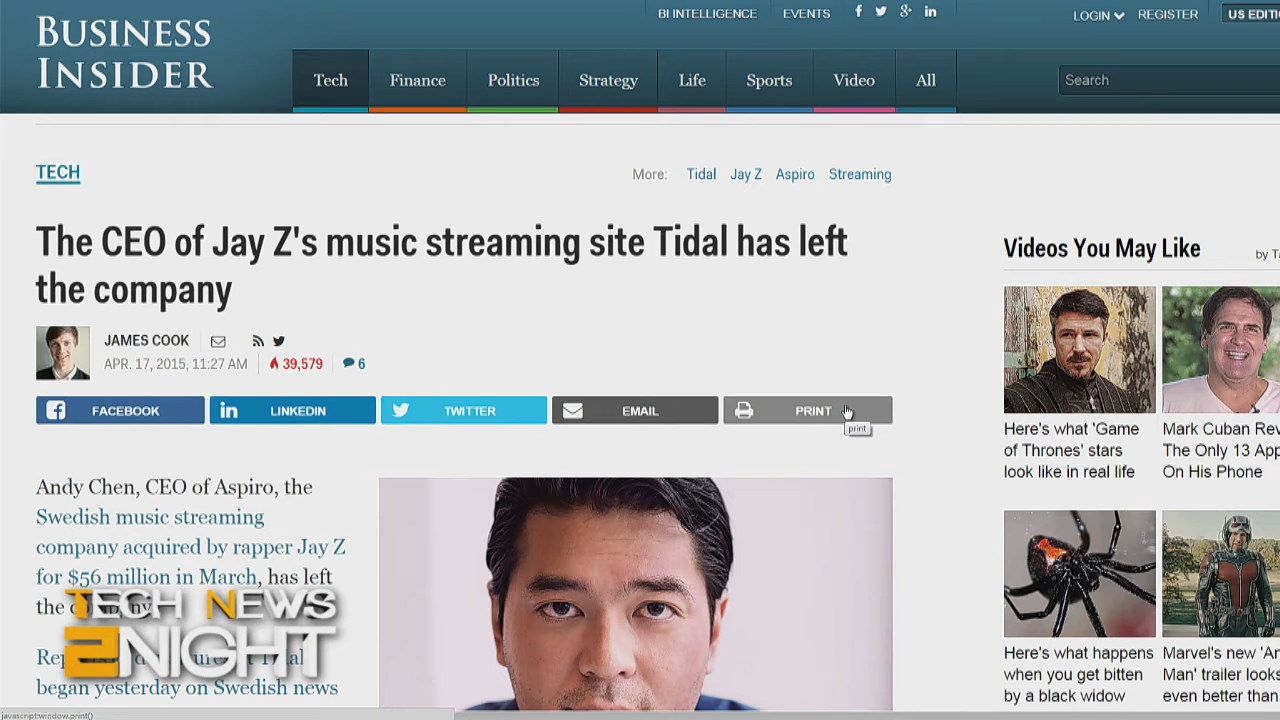 BUSINESS
INSIDER
BI INTELLIGENCE EVENTS
LOGIN REGISTER US EDITI
Tech Finance Politics Strategy Life Sports Video All
Search
TECH
More: Tidal Jay Z Aspiro Streaming
The CEO of Jay Z's music streaming site Tidal has left
the company
JAMES COOK
APR. 17, 2015, 11:27 AM 39,579 6
FACEBOOK LINKEDIN TWITTER EMAIL PRINT
print
Andy Chen, CEO of Aspiro, the
Swedish music streaming
company acquired by rapper Jay Z
for $56 million in March, has left
the
began yesterday on Swedish news
TECH NEWS
2NIGHT
Videos You May Like
by T
Here's what 'Game
of Thrones' stars
look like in real life
Mark Cuban Rev
The Only 13 App
On His Phone
Here's what happens
when you get bitten
by a black widow
Marvel's new 'An
Man' trailer looks
even better than
javascript:window.print()